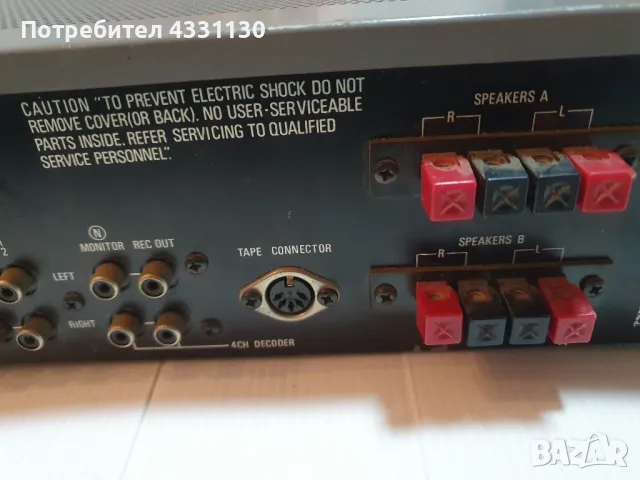 Потребител 4331130
CAUTION "TO PREVENT ELECTRIC SHOCK DO NOT
REMOVE COVER(OR BACK). NO USER-SERVICEABLE
PARTS INSIDE. REFER SERVICING TO QUALIFIED
SERVICE PERSONNEL".
SPEAKERS A
R
L
N
2
MONITOR
REC OUT
TAPE CONNECTOR
SPEAKERS B
R
L
LEFT
RIGHT
4CH DECODER
BAZAR